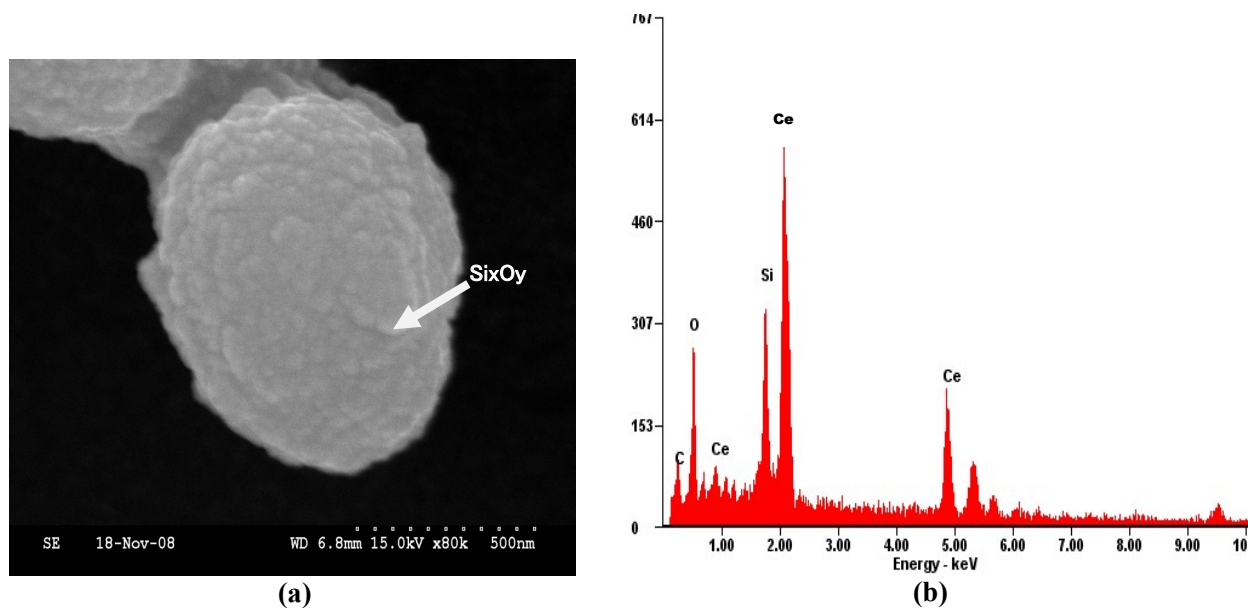 SixOy
SE 18-Nov-08 WD 6.8mm 15.0kV x80k 500nm
(a)
767
614
460
307
153
0
Ce
Si
O
Ce
C
Ce
1.00 2.00 3.00 4.00 5.00 6.00 7.00 8.00 9.00
Energy - keV
(b)